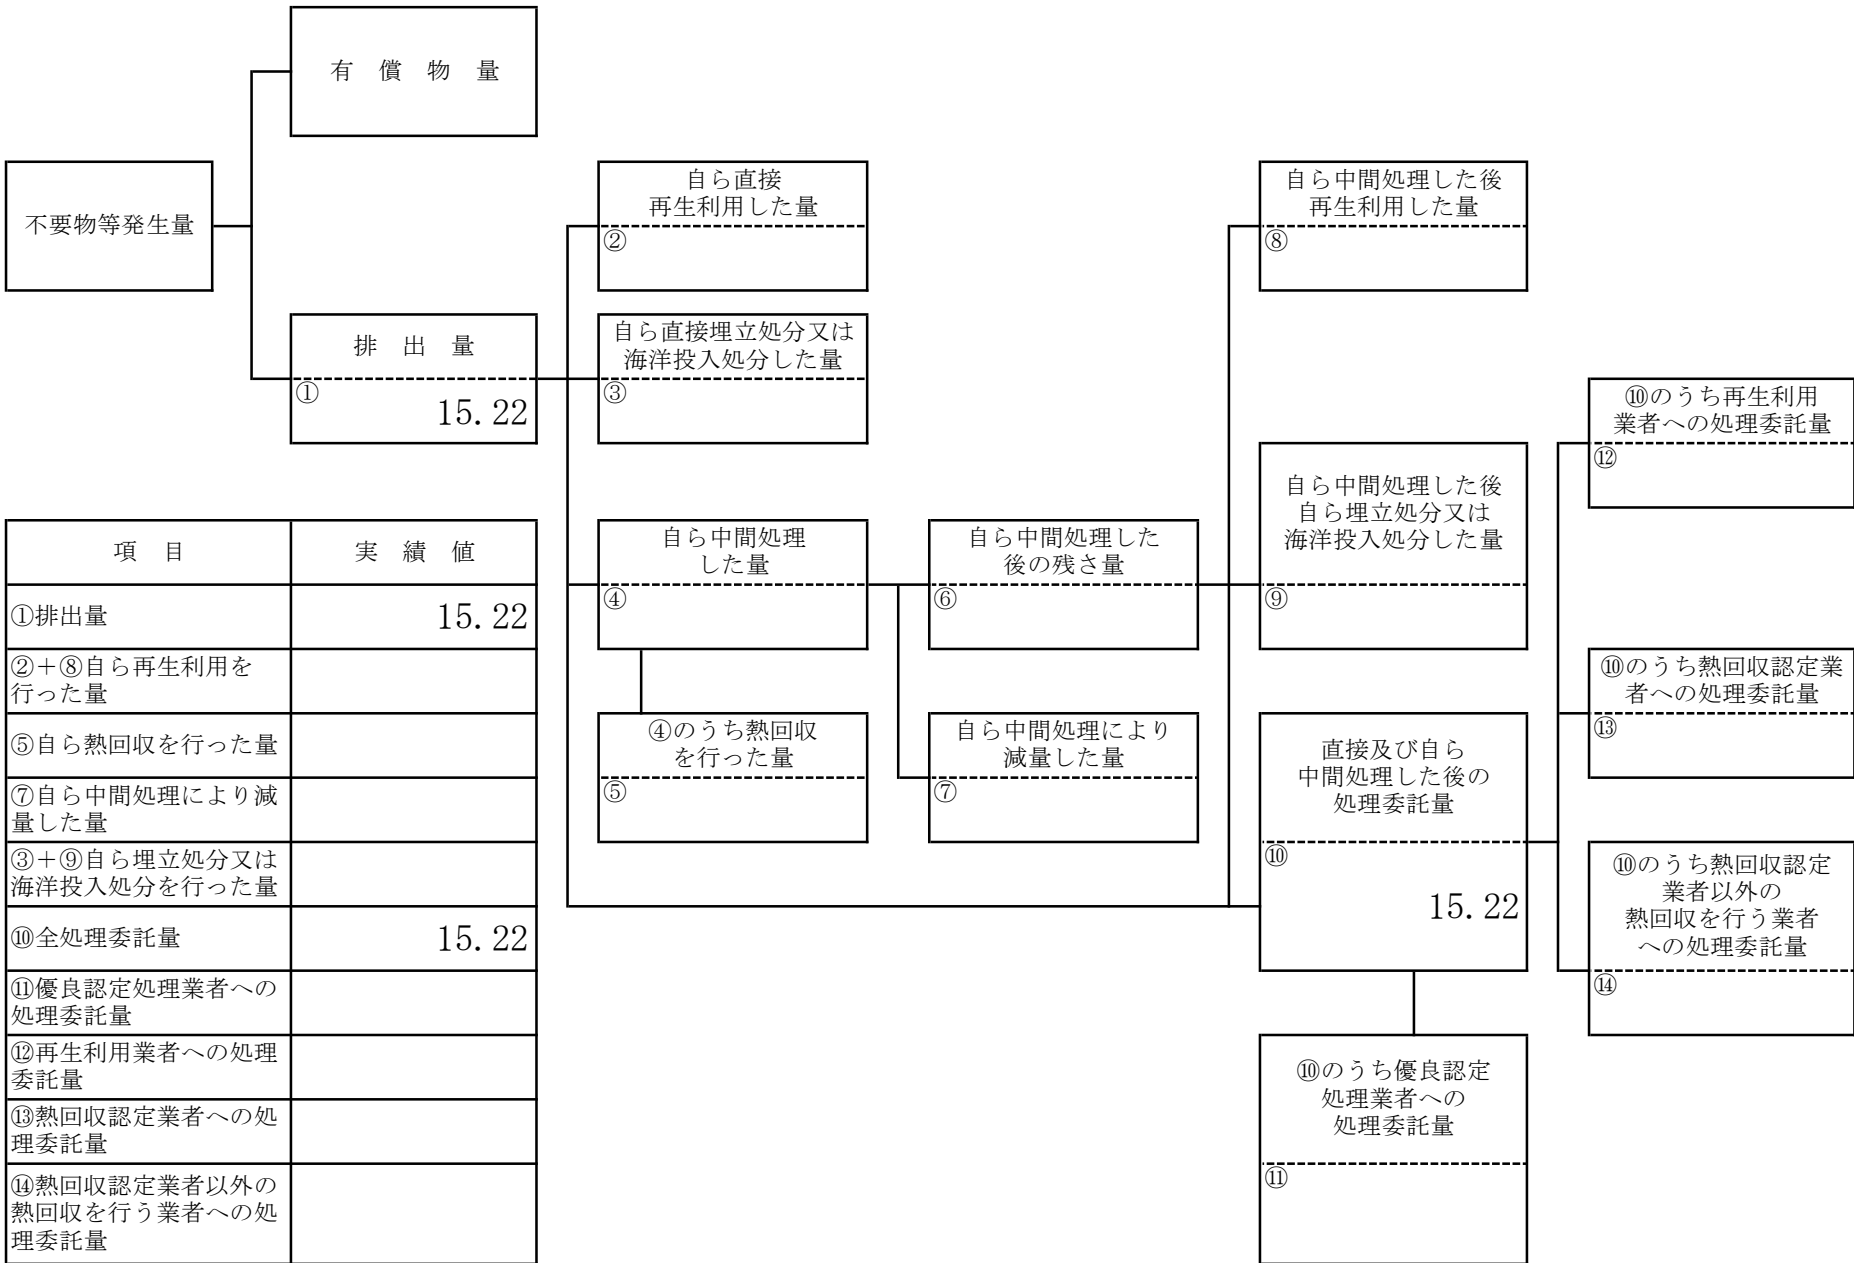 有　償　物　量
不要物等発生量
自ら直接
再生利用した量
②
自ら中間処理した後
再生利用した量
⑧
排　出　量
①
15.22
自ら直接埋立処分又は
海洋投入処分した量
③
⑩のうち再生利用
業者への処理委託量
⑫
自ら中間処理した後
自ら埋立処分又は
海洋投入処分した量
⑨
自ら中間処理
した量
④
自ら中間処理した
後の残さ量
⑥
⑩のうち熱回収認定業
者への処理委託量
⑬
④のうち熱回収
を行った量
⑤
自ら中間処理により
減量した量
⑦
直接及び自ら
中間処理した後の
処理委託量
⑩
15.22
⑩のうち熱回収認定
業者以外の
熱回収を行う業者
への処理委託量
⑭
⑩のうち優良認定
処理業者への
処理委託量
⑪
項　目　実　績　値
①排出量　15.22
②＋⑧自ら再生利用を
行った量
⑤自ら熱回収を行った量
⑦自ら中間処理により減
量した量
③＋⑨自ら埋立処分又は
海洋投入処分を行った量
⑩全処理委託量　15.22
⑪優良認定処理業者への
処理委託量
⑫再生利用業者への処理
委託量
⑬熱回収認定業者への処
理委託量
⑭熱回収認定業者以外の
熱回収を行う業者への処
理委託量